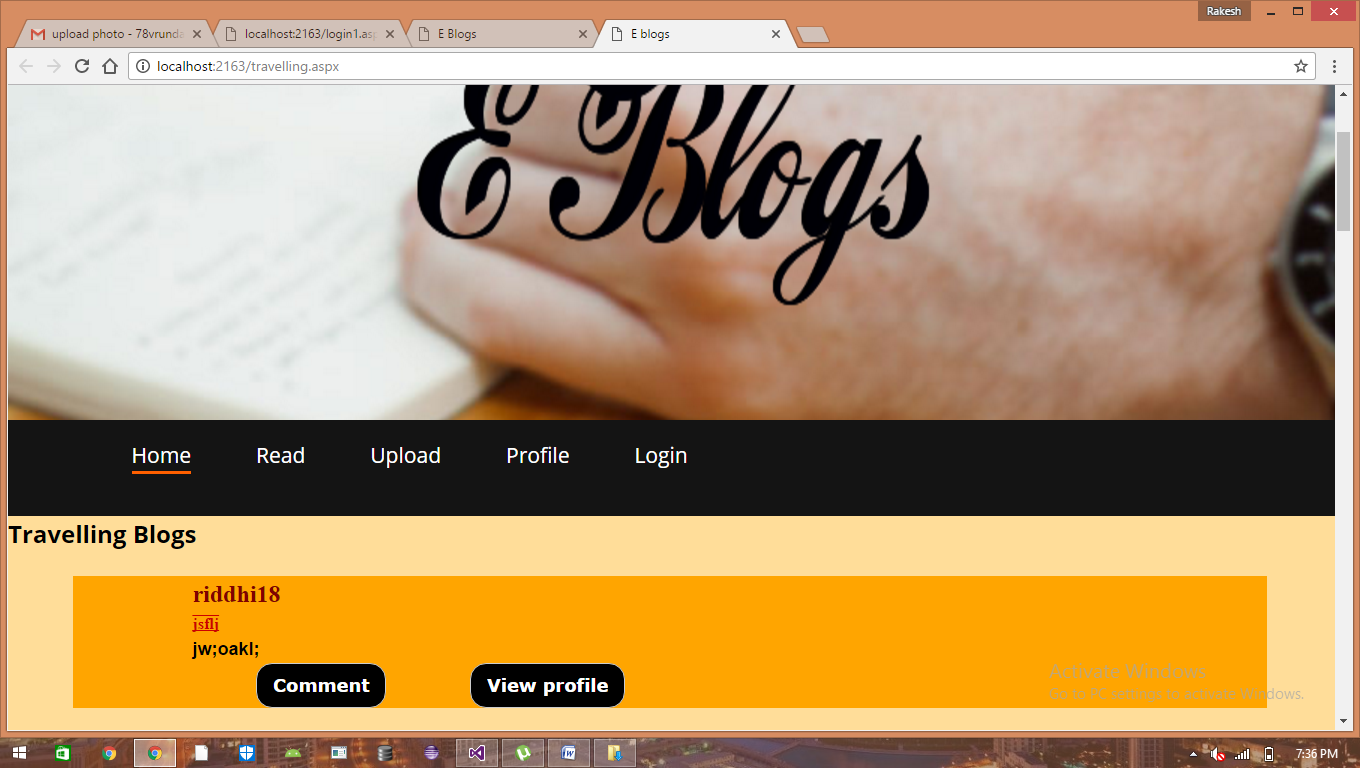 Rakesh
upload photo - 78vrunda
localhost:2163/login1.asp
E Blogs
E blogs
localhost:2163/travelling.aspx
E Blogs
Home Read Upload Profile Login
Travelling Blogs
riddhi18
jsflj
jw;oakl;
Comment View profile
Activate Windows
Go to PC settings to activate Windows.
7:36 PM